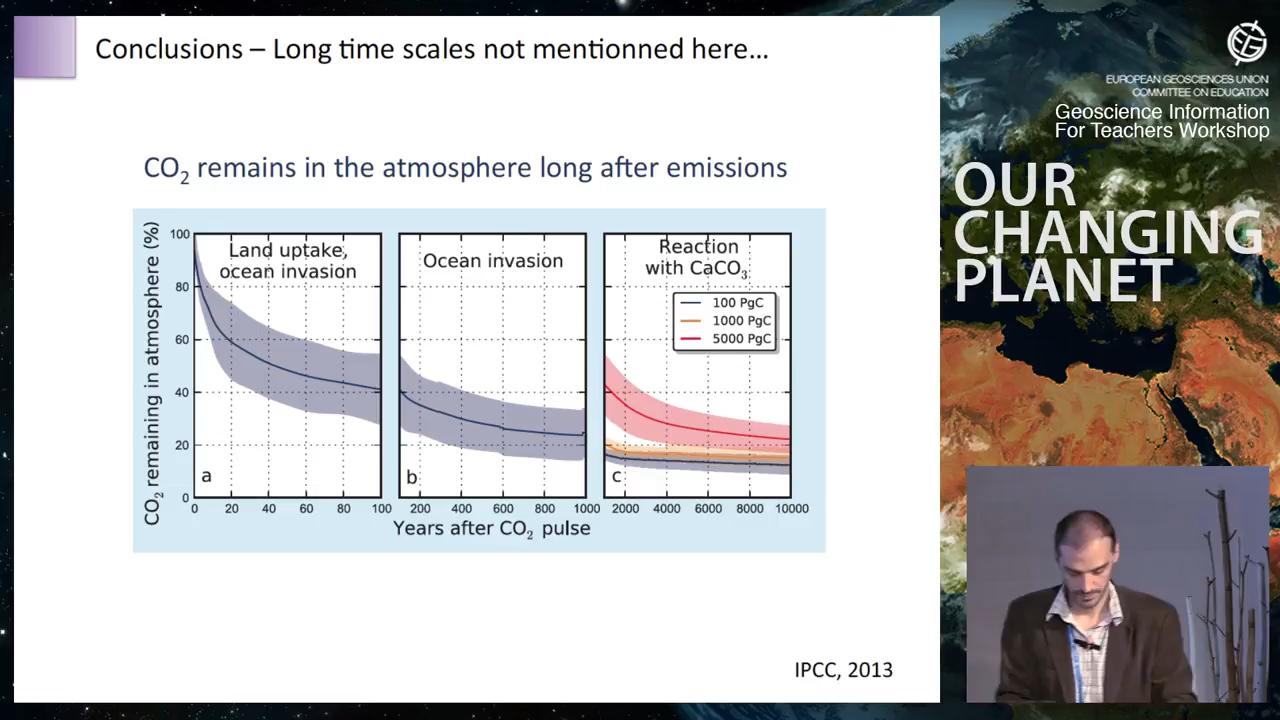 Conclusions – Long time scales not mentionned here...
CO₂ remains in the atmosphere long after emissions
CO₂ remaining in atmosphere (%)
100
80
60
40
20
0
Land uptake,
ocean invasion
a
0 20 40 60 80 100
Ocean invasion
b
200 400 600 800 1000
Reaction
with CaCO₃
100 PgC
1000 PgC
5000 PgC
c
2000 4000 6000 8000 10000
Years after CO₂ pulse
IPCC, 2013
EGU
EUROPEAN GEOSCIENCES UNION
COMMITTEE ON EDUCATION
Geoscience Information
For Teachers Workshop
OUR
CHANGING
PLANET